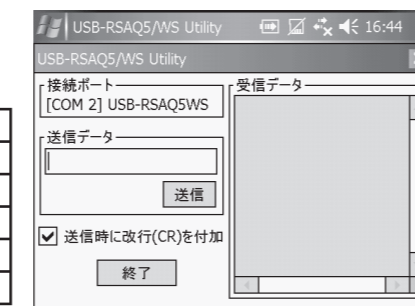 USB-RSAQ5/WS Utility 16:44
USB-RSAQ5/WS Utility
接続ポート
[COM 2] USB-RSAQ5WS
送信データ
送信
送信時に改行(CR)を付加
終了
受信データ